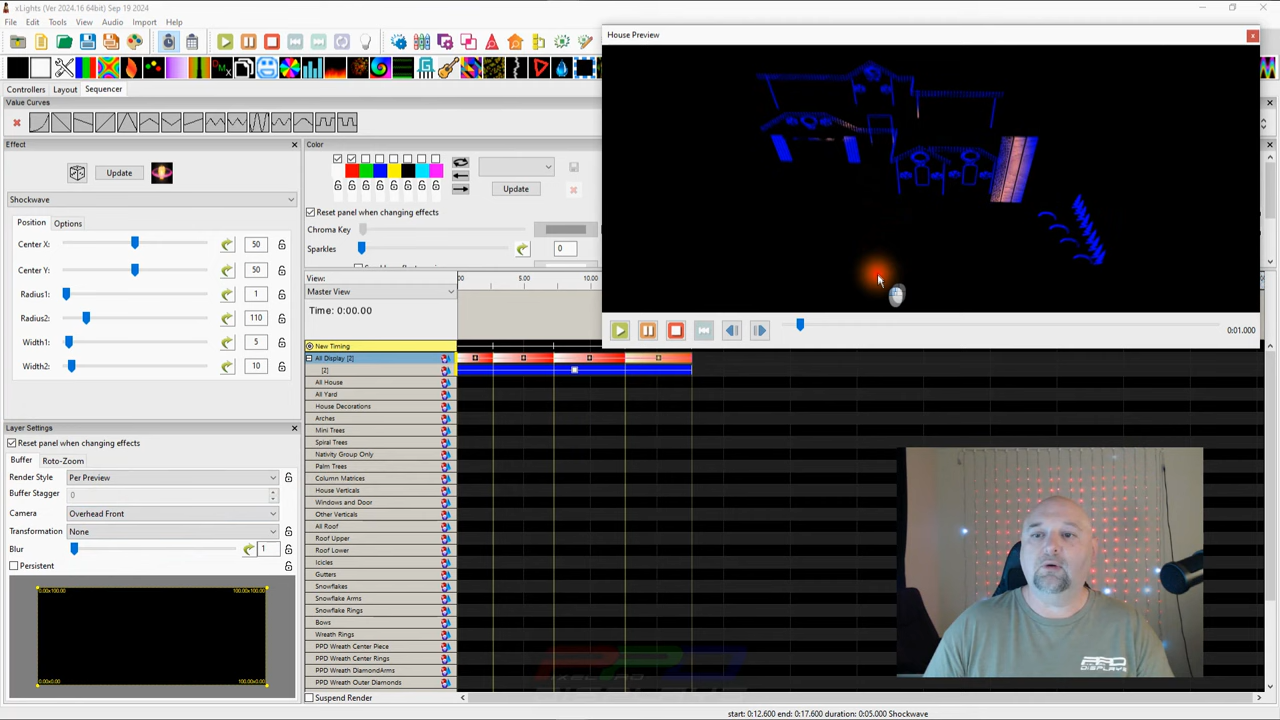 xLights (Ver 2024.16 64bit) Sep 19 2024
File Edit Tools View Audio Import Help
House Preview
Controllers Layout Sequencer
Value Curves
Effect
Color
Update
Shockwave
Update
Position Options
Reset panel when changing effects
Chroma Key
Sparkles 0
Center X: 50
Center Y: 50
Radius1: 1
Radius2: 110
Width1: 5
Width2: 10
View:
Master View
Time: 0:00.00
5.00
10.00
0:01.000
New Timing
All Display [2]
[2]
All House
All Yard
House Decorations
Arches
Mini Trees
Spiral Trees
Nativity Group Only
Palm Trees
Column Matrices
House Verticals
Windows and Door
Other Verticals
All Roof
Roof Upper
Roof Lower
Icicles
Gutters
Snowflakes
Snowflake Arms
Snowflake Rings
Bows
Wreath Rings
PPD Wreath Center Piece
PPD Wreath Center Rings
PPD Wreath DiamondArms
PPD Wreath Outer Diamonds
Suspend Render
Layer Settings
Reset panel when changing effects
Buffer Roto-Zoom
Render Style Per Preview
Buffer Stagger 0
Camera Overhead Front
Transformation None
Blur 1
Persistent
PPD
DISPLAYS
start: 0:12.600 end: 0:17.600 duration: 0:05.000 Shockwave